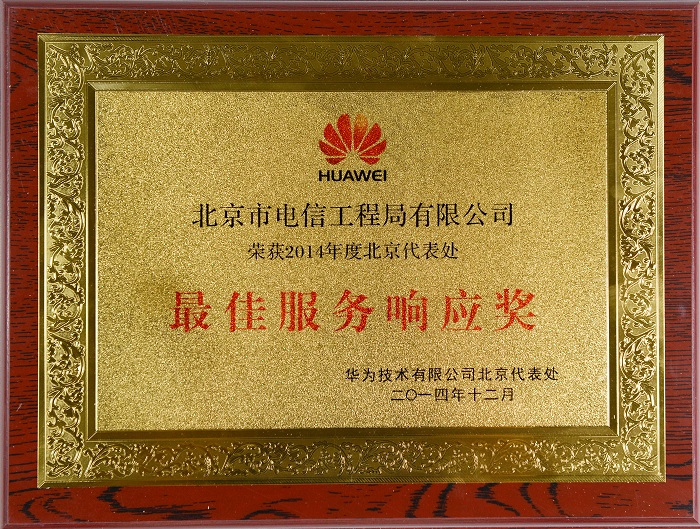 HUAWEI
北京市电信工程局有限公司
荣获2014年度北京代表处
最佳服务响应奖
华为技术有限公司北京代表处
二〇一四年十二月